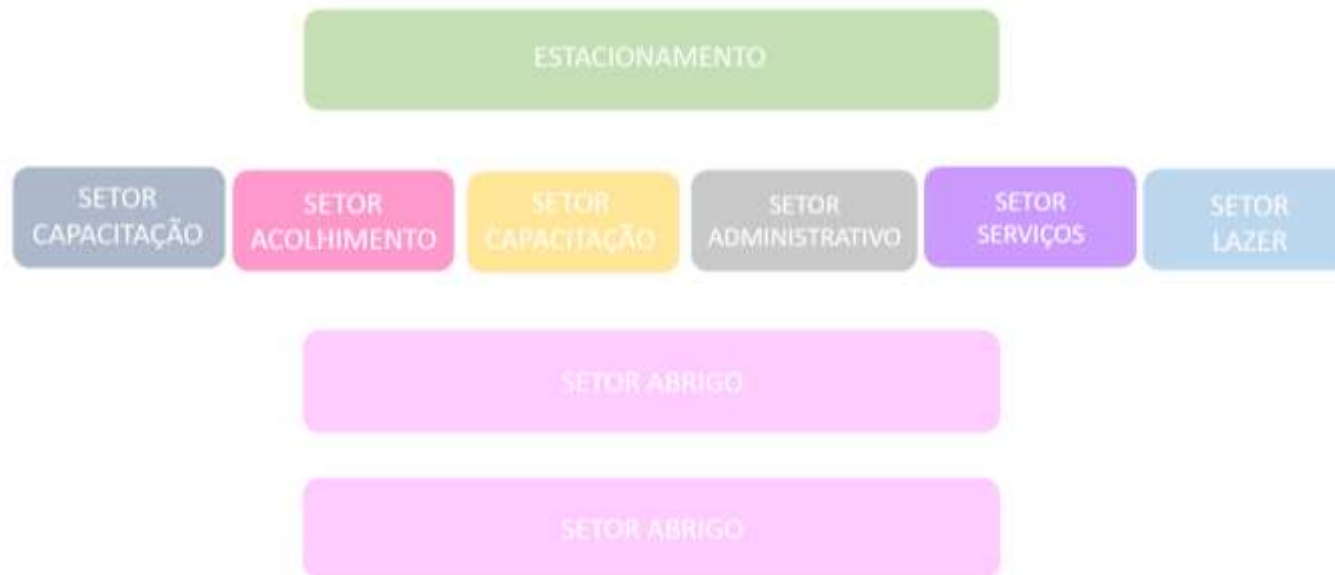 ESTACIONAMENTO
SETOR
CAPACITAÇÃO
SETOR
ACOLHIMENTO
SETOR
CAPACITAÇÃO
SETOR
ADMINISTRATIVO
SETOR
SERVIÇOS
SETOR
LAZER
SETOR ABRIGO
SETOR ABRIGO